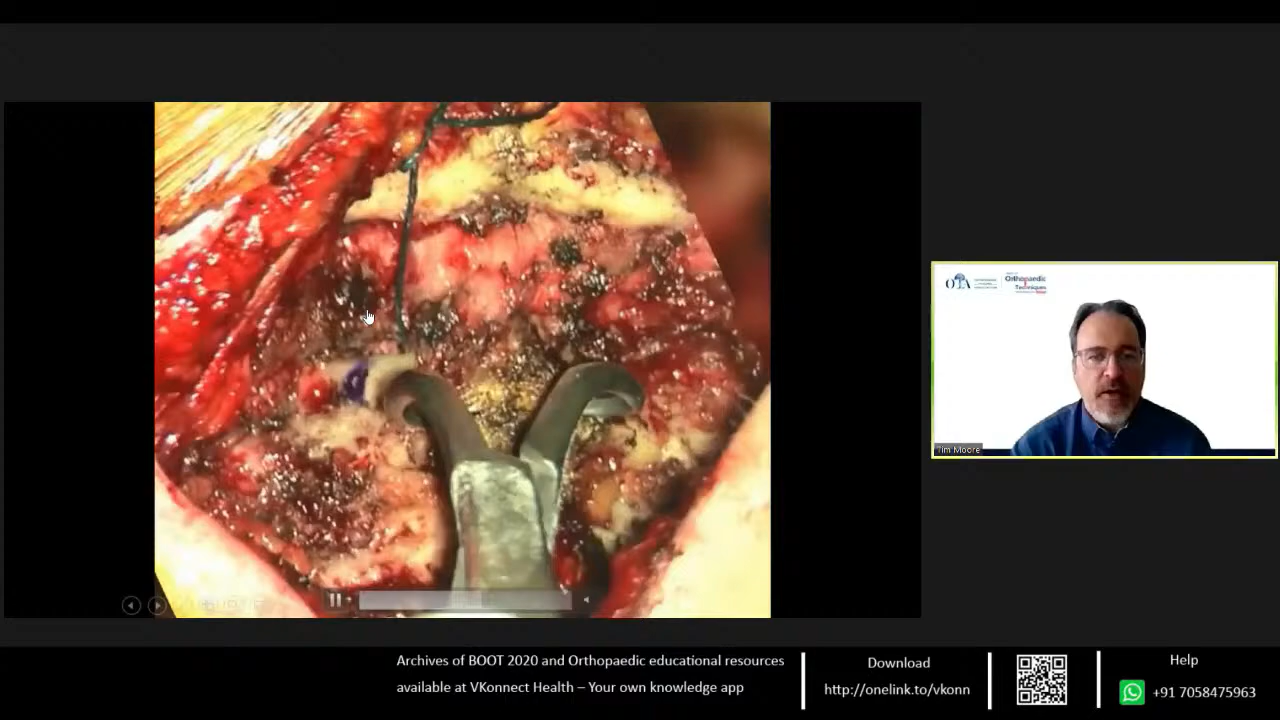 OTA
Orthopaedic
Techniques
Tim Moore
Archives of BOOT 2020 and Orthopaedic educational resources
available at VKonnect Health – Your own knowledge app
Download
http://onelink.to/vkonn
Help
+91 7058475963